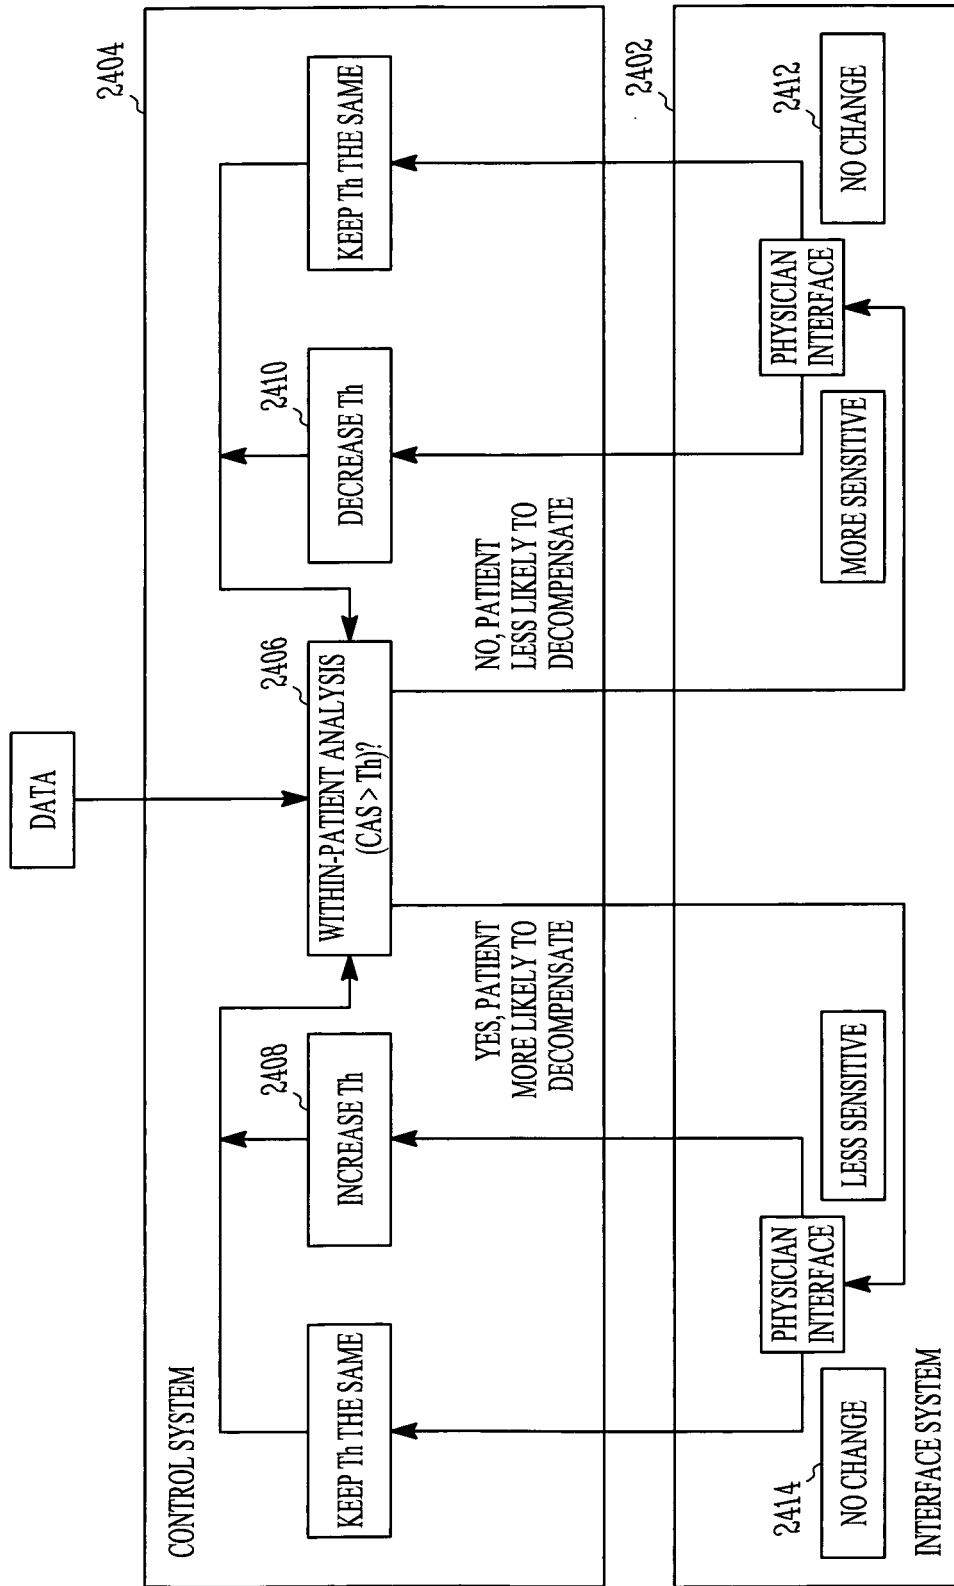 DATA
2404
CONTROL SYSTEM
KEEP Th THE SAME
2408
INCREASE Th
2406
WITHIN-PATIENT ANALYSIS
(CAS > Th)?
2410
DECREASE Th
KEEP Th THE SAME
YES, PATIENT
MORE LIKELY TO
DECOMPENSATE
NO, PATIENT
LESS LIKELY TO
DECOMPENSATE
2402
PHYSICIAN
INTERFACE
PHYSICIAN
INTERFACE
2414
NO CHANGE
LESS SENSITIVE
MORE SENSITIVE
2412
NO CHANGE
INTERFACE SYSTEM